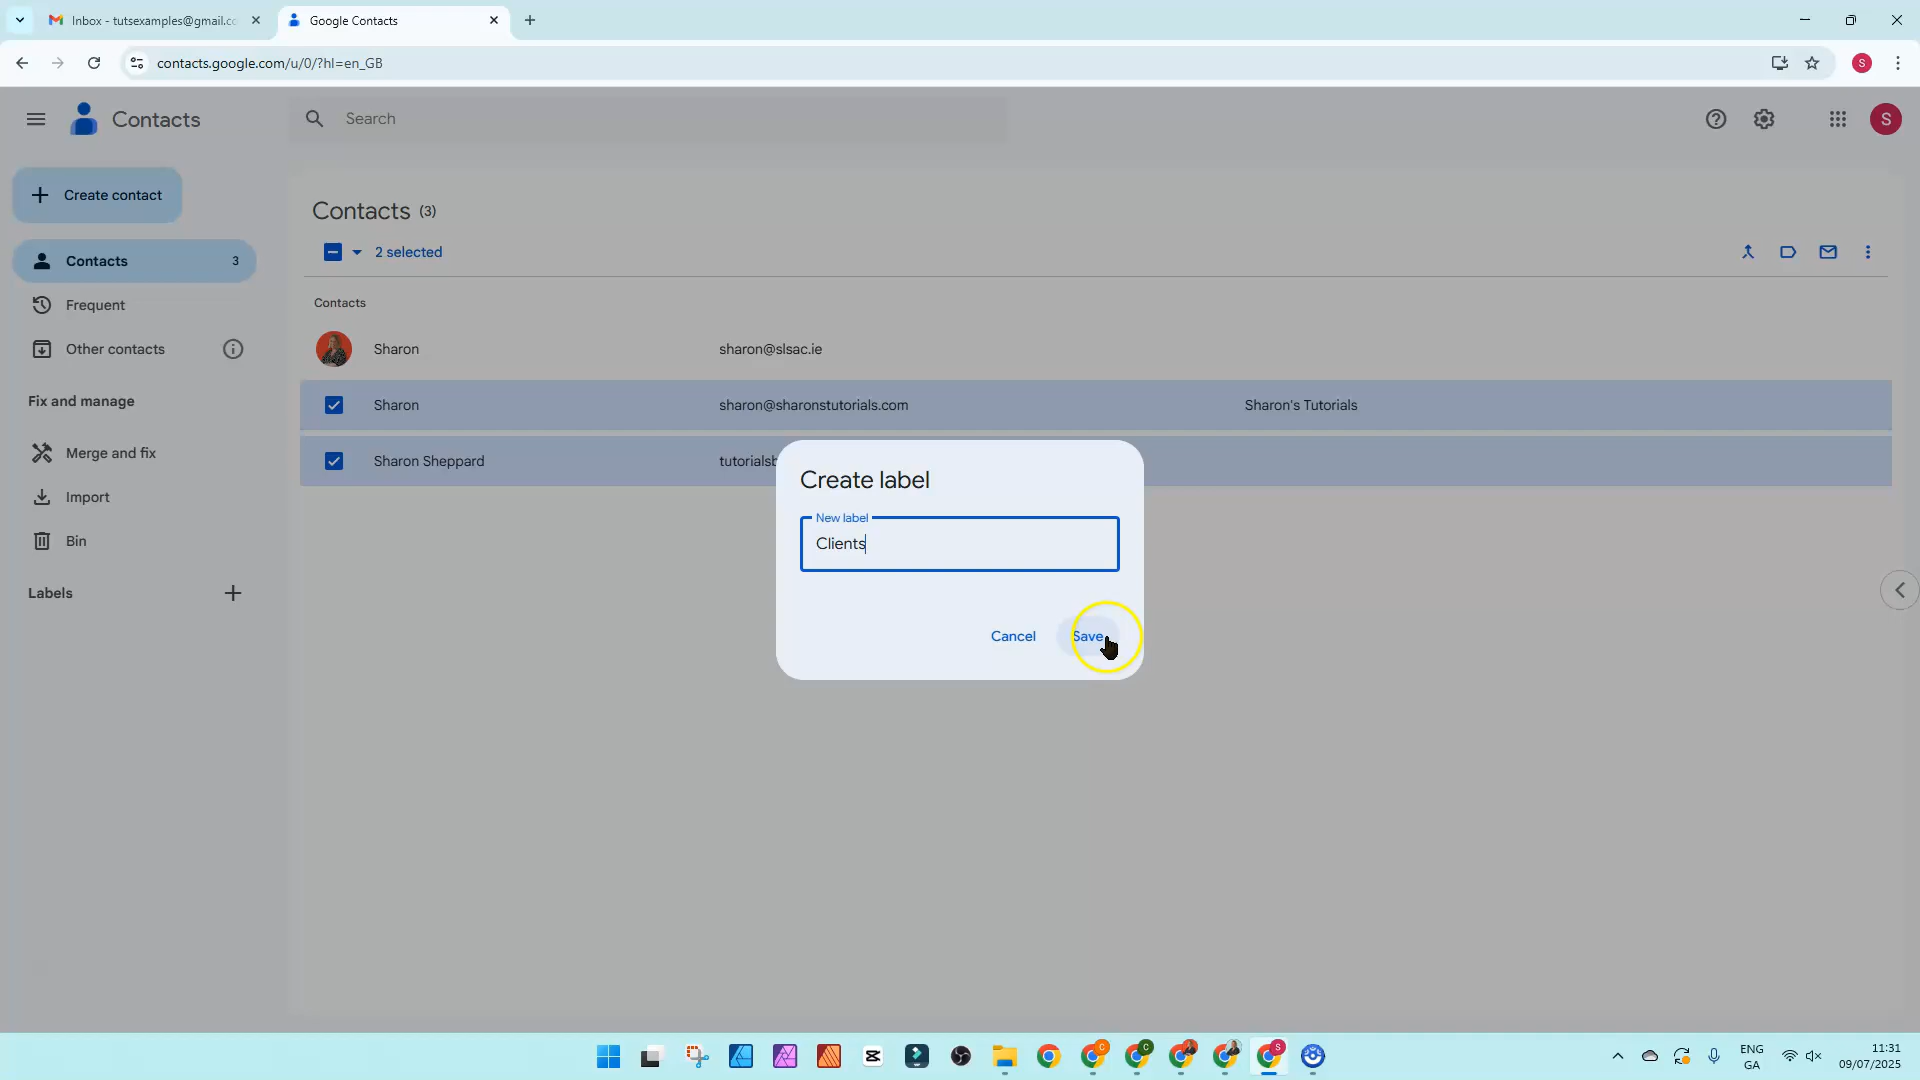 Inbox - tutsexamples@gmail.co
Google Contacts
contacts.google.com/u/0/?hl=en_GB
S
Contacts
Search
S
Create contact
Contacts (3)
2 selected
Contacts 3
Frequent
Contacts
Other contacts
Sharon sharon@slsac.ie
Fix and manage
Sharon sharon@sharonstutorials.com Sharon's Tutorials
Merge and fix
Sharon Sheppard
Create label
Import
New label
Clients
Bin
Labels
Cancel Save
C
C
S
ENG
GA
11:31
09/07/2025